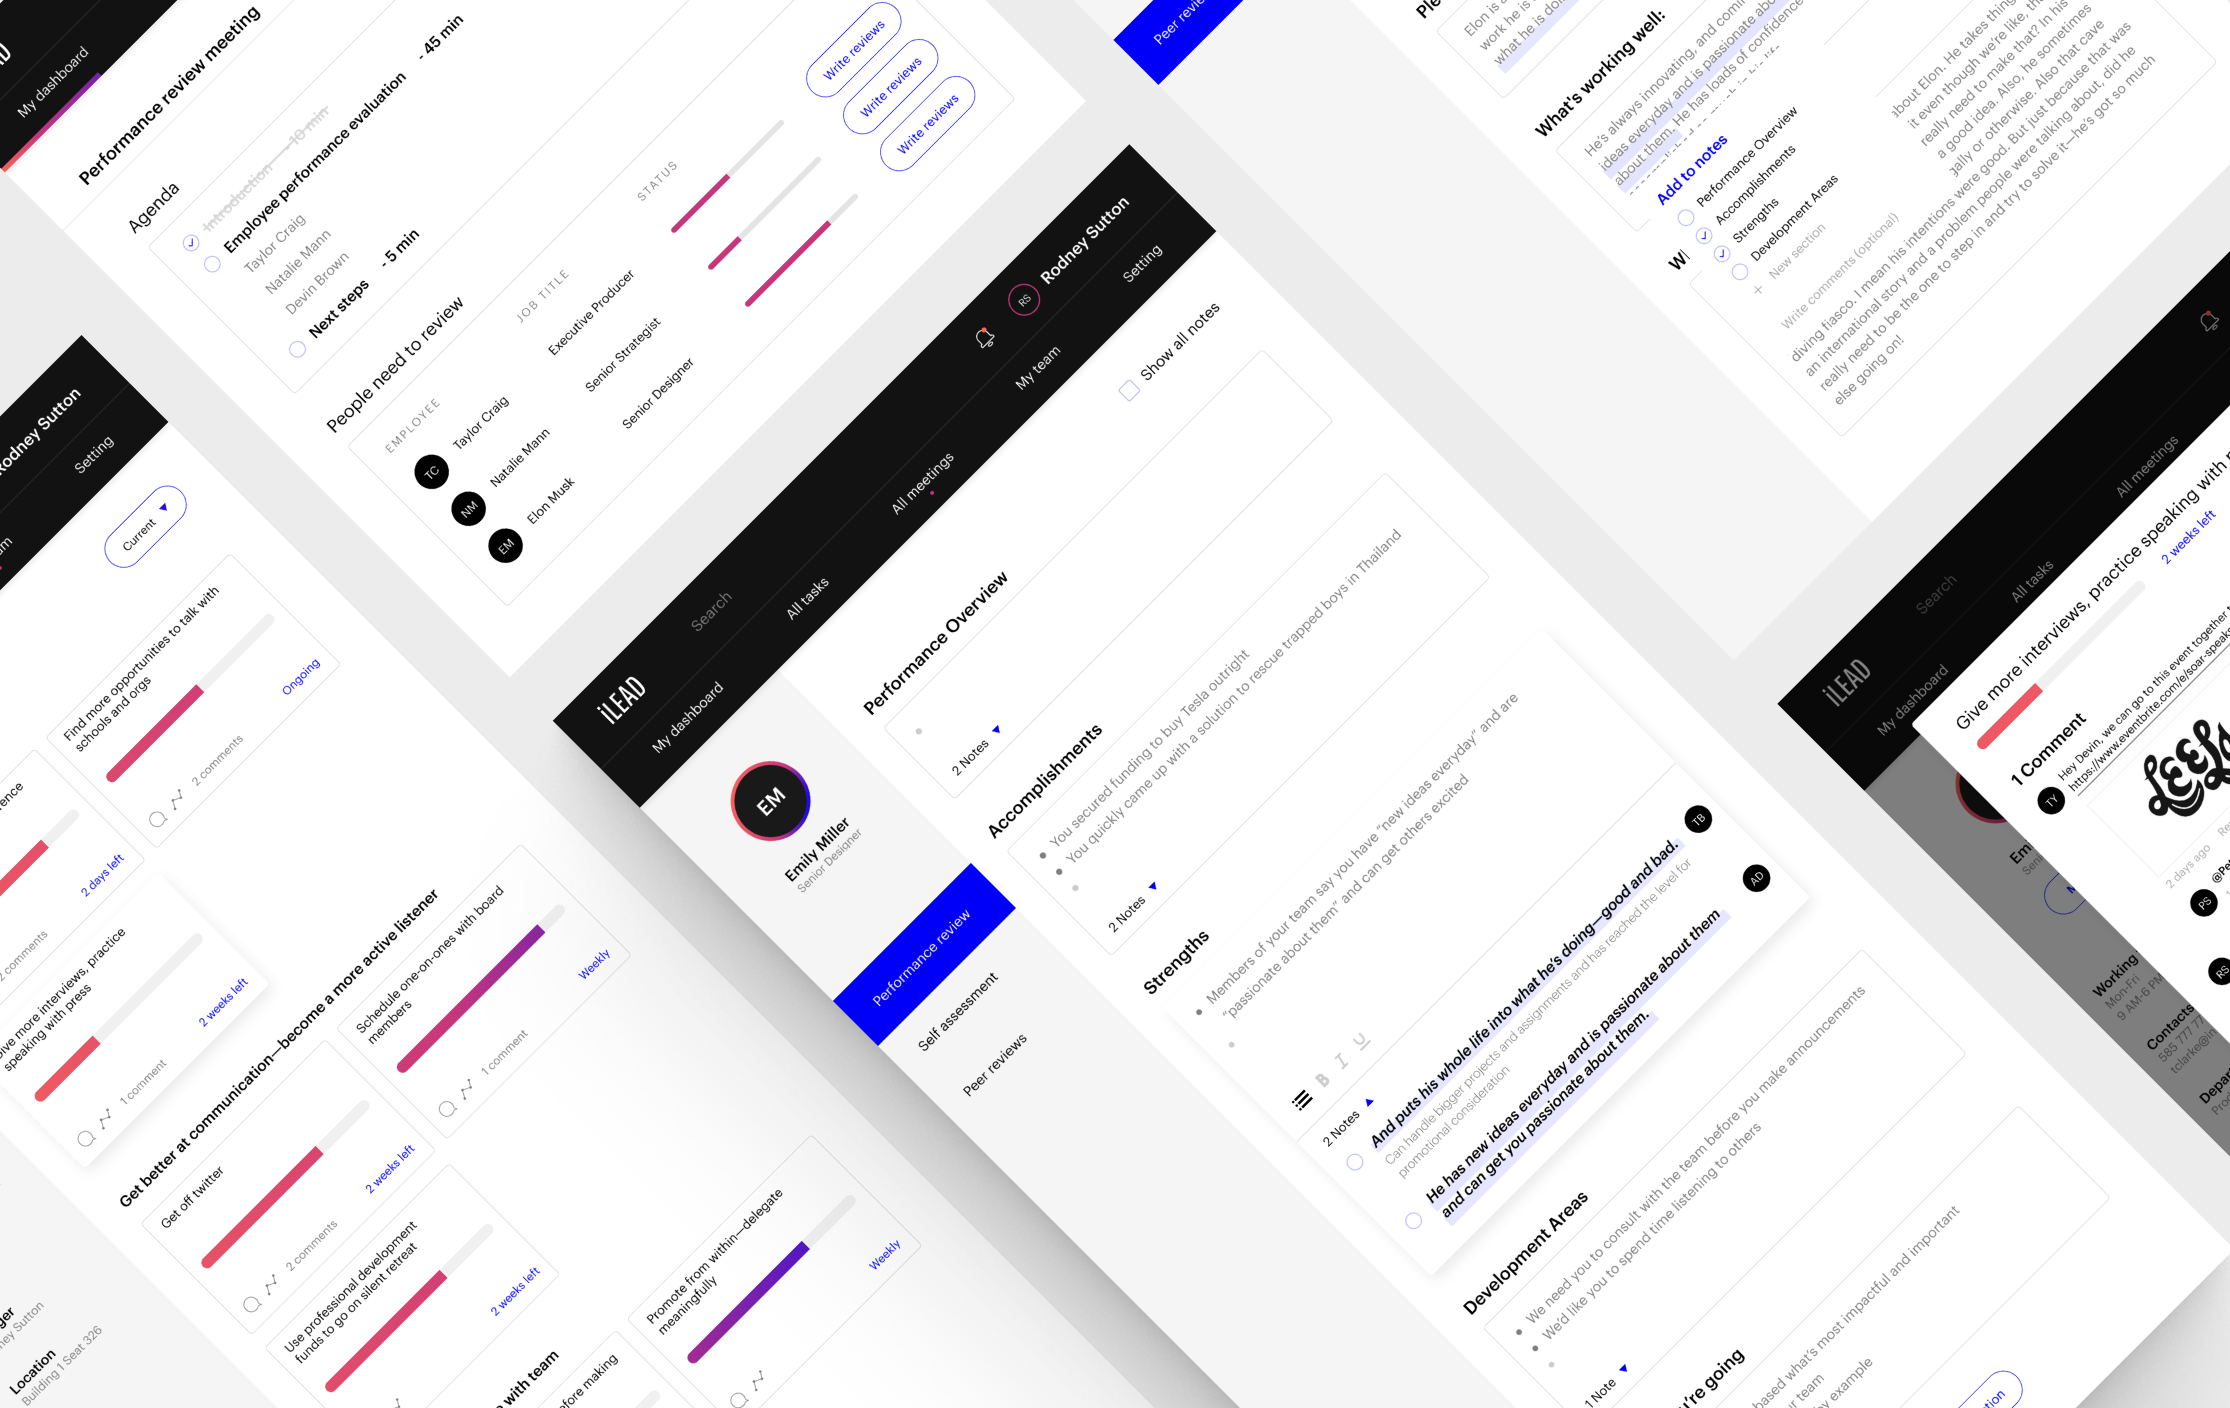 My dashboard
Performance review meeting
Agenda
Introduction — 10 min
Employee performance evaluation - 45 min
Taylor Craig
Natalie Mann
Devin Brown
Next steps - 5 min
People need to review
EMPLOYEE
JOB TITLE
STATUS
TC
Taylor Craig
Executive Producer
Write reviews
NM
Natalie Mann
Senior Strategist
Write reviews
EM
Elon Musk
Senior Designer
Write reviews
Rodney Sutton
Setting
Current
Find more opportunities to talk with
schools and orgs
Ongoing
2 comments
2 days left
2 comments
more interviews, practice
speaking with press
2 weeks left
1 comment
Get better at communication—become a more active listener
Get off twitter
2 weeks left
2 comments
Schedule one-on-ones with board
members
Weekly
1 comment
Use professional development
funds to go on silent retreat
2 weeks left
Promote from within—delegate
meaningfully
Weekly
with team
making
Sutton
Location
Building 1 Seat 326
iLEAD
Search
RS
Rodney Sutton
My dashboard
All tasks
All meetings
My team
Setting
EM
Emily Miller
Senior Designer
Performance review
Self assessment
Peer reviews
Show all notes
Performance Overview
2 Notes
Accomplishments
You secured funding to buy Tesla outright
You quickly came up with a solution to rescue trapped boys in Thailand
2 Notes
Strengths
Members of your team say you have “new ideas everyday” and are
“passionate about them” and can get others excited
B I U
2 Notes
And puts his whole life into what he’s doing—good and bad.
TB
Can handle bigger projects and assignments and has reached the level for
promotional consideration
He has new ideas everyday and is passionate about them
and can get you passionate about them.
AD
Development Areas
We need you to consult with the team before you make announcements
We’d like you to spend time listening to others
1 Note
going
based what’s most impactful and important
team
example
Peer
Elon is a
work he is
what he is
What’s working well:
He’s always innovating, and
ideas everyday and is passionate
about them. He has loads of confidence
Add to notes
Performance Overview
Accomplishments
Strengths
Development Areas
+ New section
Write comments (optional)
about Elon. He takes
it even though we’re like,
really need to make that? In his
a good idea. Also, he sometimes
or otherwise. Also that cave
were good. But just because that was
diving fiasco. I mean his intentions
an international story and a problem people were talking about, did he
really need to be the one to step in and try to solve it—he’s got so much
else going on!
iLEAD
Search
My dashboard
All tasks
All meetings
Give more interviews, practice speaking with
2 weeks left
1 Comment
TY
Hey Devin, we can go to this event together
https://www.eventbrite.com/e/soar-speaks
2 days ago
PS
RS
Working
Mon-Fri
9 AM-6 PM
Contacts